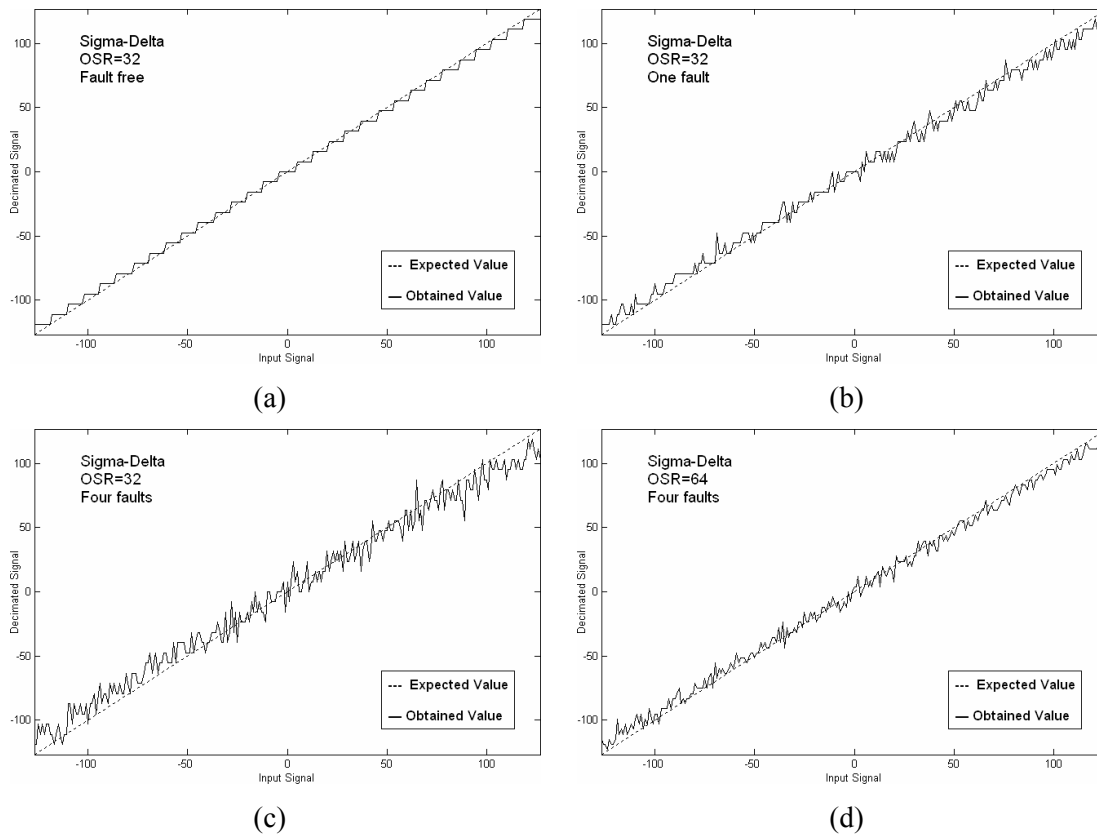 Sigma-Delta
OSR=32
Fault free
100
50
0
-50
-100
Decimated Signal
Expected Value
Obtained Value
-100 -50 0 50 100
Input Signal
(a)
Sigma-Delta
OSR=32
One fault
100
50
0
-50
-100
Decimated Signal
Expected Value
Obtained Value
-100 -50 0 50 100
Input Signal
(b)
Sigma-Delta
OSR=32
Four faults
100
50
0
-50
-100
Decimated Signal
Expected Value
Obtained Value
-100 -50 0 50 100
Input Signal
(c)
Sigma-Delta
OSR=64
Four faults
100
50
0
-50
-100
Decimated Signal
Expected Value
Obtained Value
-100 -50 0 50 100
Input Signal
(d)